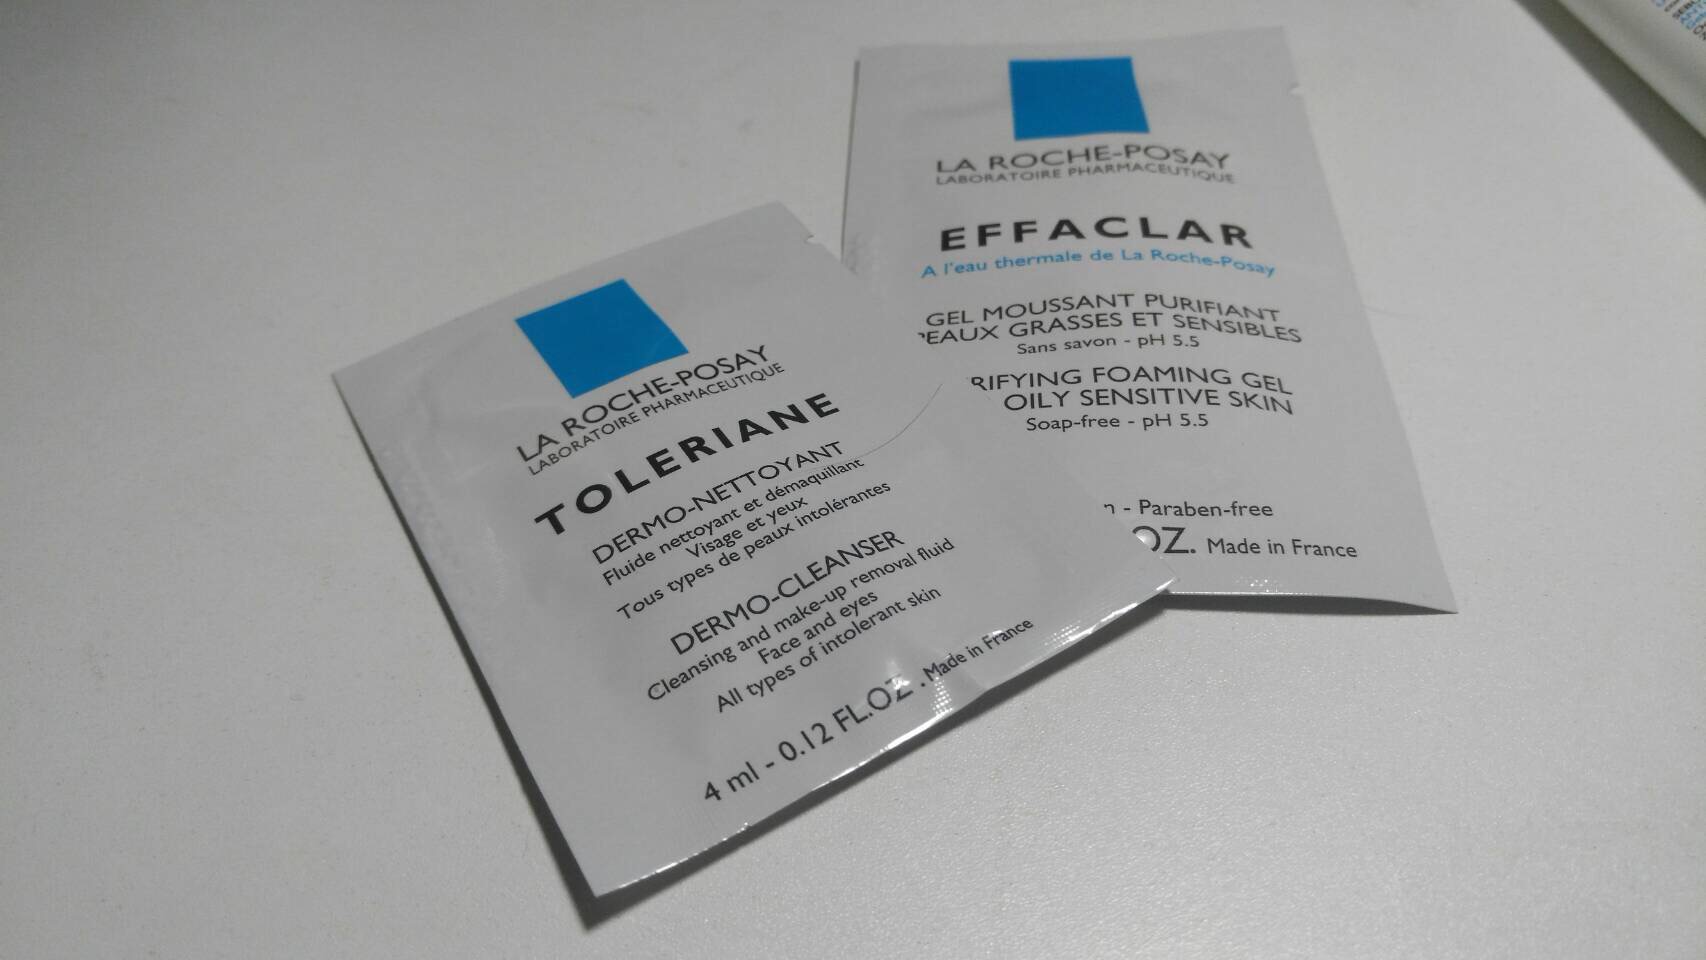 LA ROCHE-POSAY
LABORATOIRE PHARMACEUTIQUE
TOLERIANE
DERMO-NETTOYANT
Fluide nettoyant et démaquillant
Visage et yeux
Tous types de peaux intolérantes
DERMO-CLEANSER
Cleansing and make-up removal fluid
Face and eyes
All types of intolerant skin
4 ml - 0.12 FL.OZ. Made in France
LA ROCHE-POSAY
LABORATOIRE PHARMACEUTIQUE
EFFACLAR
A l'eau thermale de La Roche-Posay
GEL MOUSSANT PURIFIANT
PEAUX GRASSES ET SENSIBLES
Sans savon - pH 5.5
RIFYING FOAMING GEL
OILY SENSITIVE SKIN
Soap-free - pH 5.5
- Paraben-free
OZ. Made in France